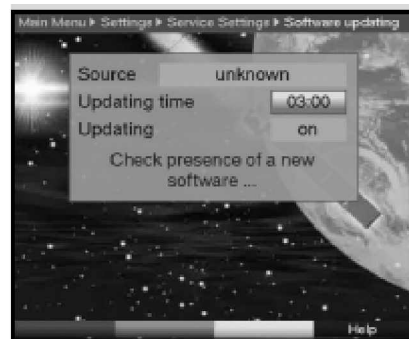 Main Menu ▸ Settings ▸ Service Settings ▸ Software updating
Source unknown
Updating time 03:00
Updating on
Check presence of a new
software ...
Help